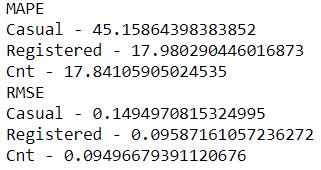 MAPE
Casual - 45.15864398383852
Registered - 17.980290446016873
Cnt - 17.84105905024535
RMSE
Casual - 0.1494970815324995
Registered - 0.09587161057236272
Cnt - 0.09496679391120676